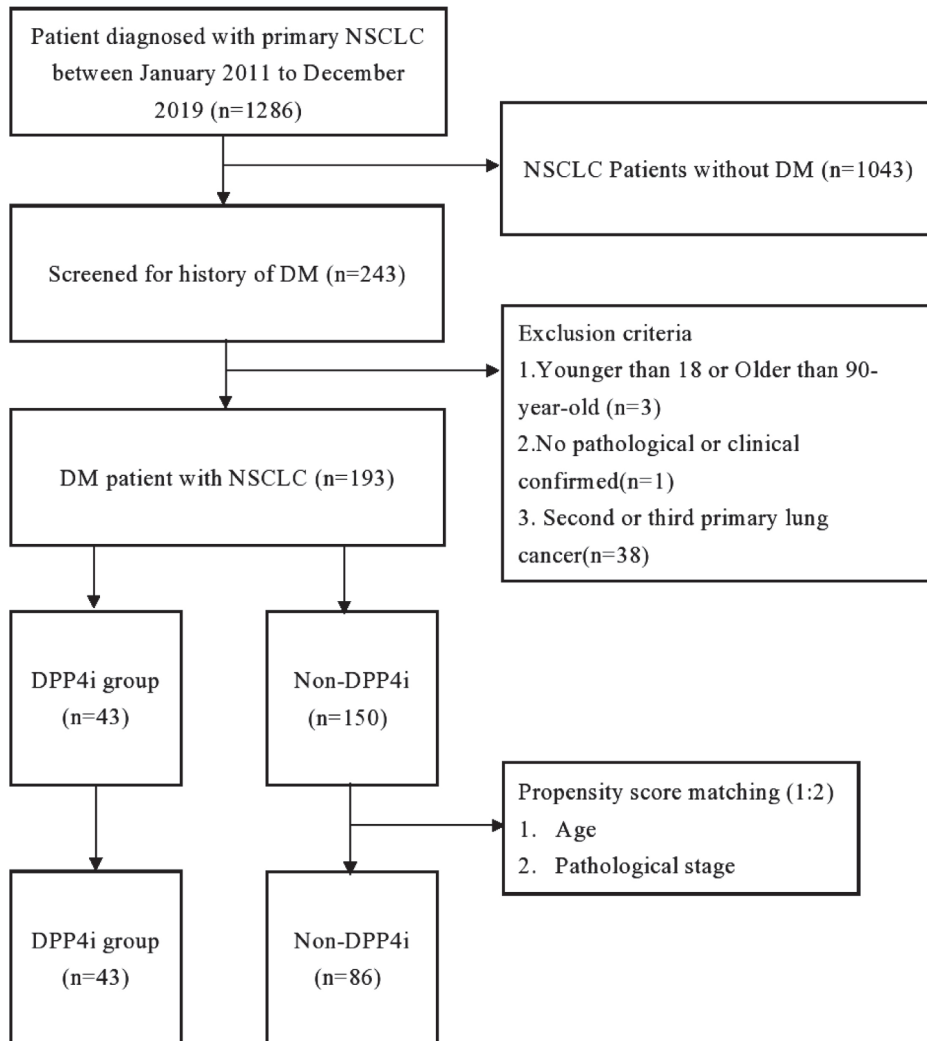 Patient diagnosed with primary NSCLC
between January 2011 to December
2019 (n=1286)
NSCLC Patients without DM (n=1043)
Screened for history of DM (n=243)
Exclusion criteria
1.Younger than 18 or Older than 90-
year-old (n=3)
2.No pathological or clinical
confirmed(n=1)
3. Second or third primary lung
cancer(n=38)
DM patient with NSCLC (n=193)
DPP4i group
(n=43)
Non-DPP4i
(n=150)
Propensity score matching (1:2)
1. Age
2. Pathological stage
DPP4i group
(n=43)
Non-DPP4i
(n=86)